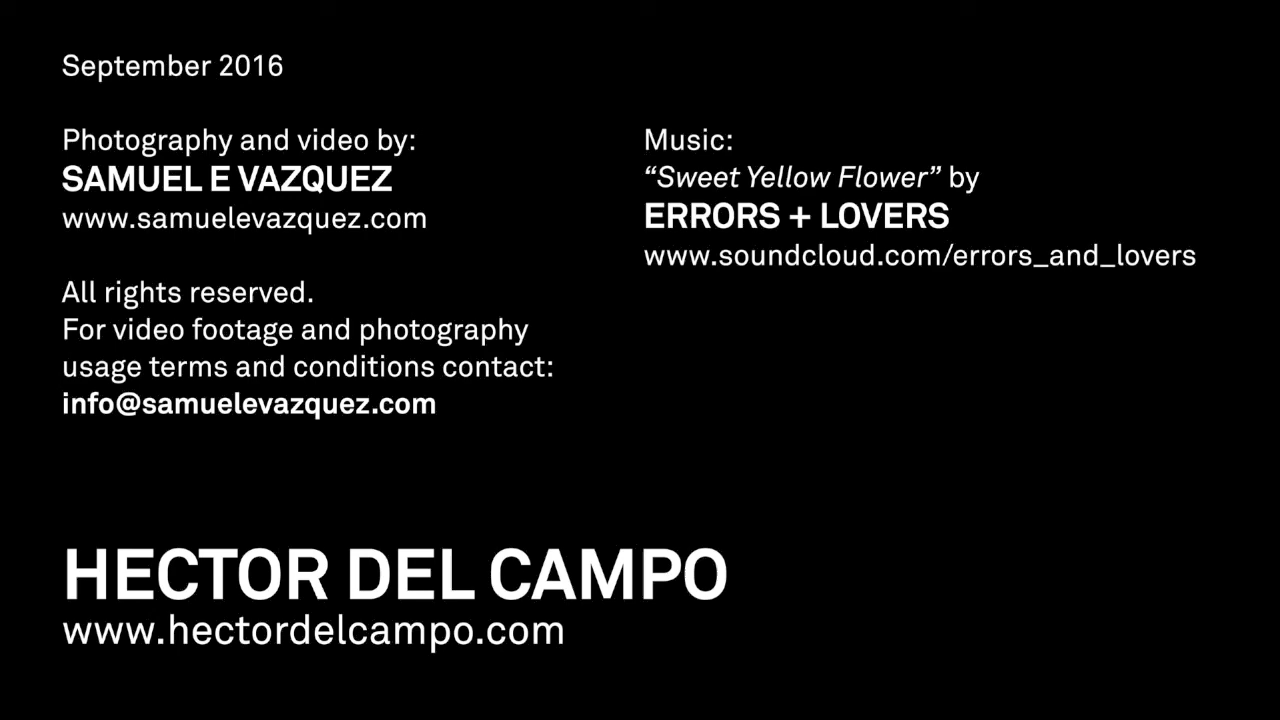 September 2016
Photography and video by:
SAMUEL E VAZQUEZ
www.samuelevazquez.com
All rights reserved.
For video footage and photography
usage terms and conditions contact:
info@samuelevazquez.com
Music:
“Sweet Yellow Flower” by
ERRORS + LOVERS
www.soundcloud.com/errors_and_lovers
HECTOR DEL CAMPO
www.hectordelcampo.com